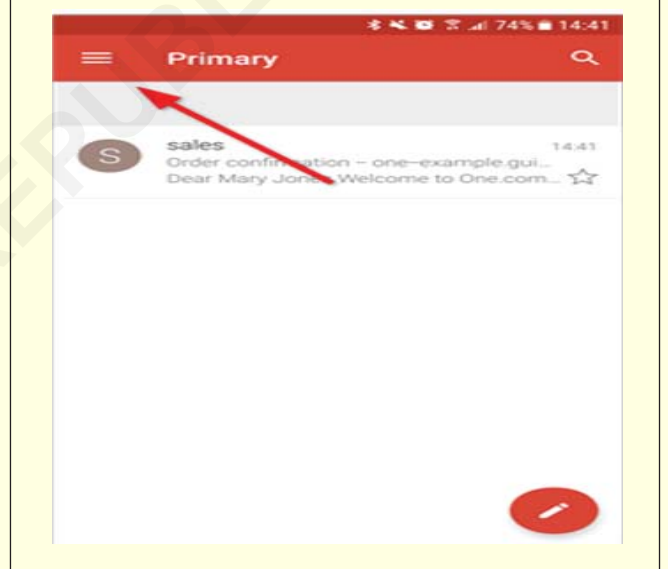 74% 14:41
Primary
S
sales 14:41
Order confirmation – one-example.gui...
Dear Mary Jones Welcome to One.com...